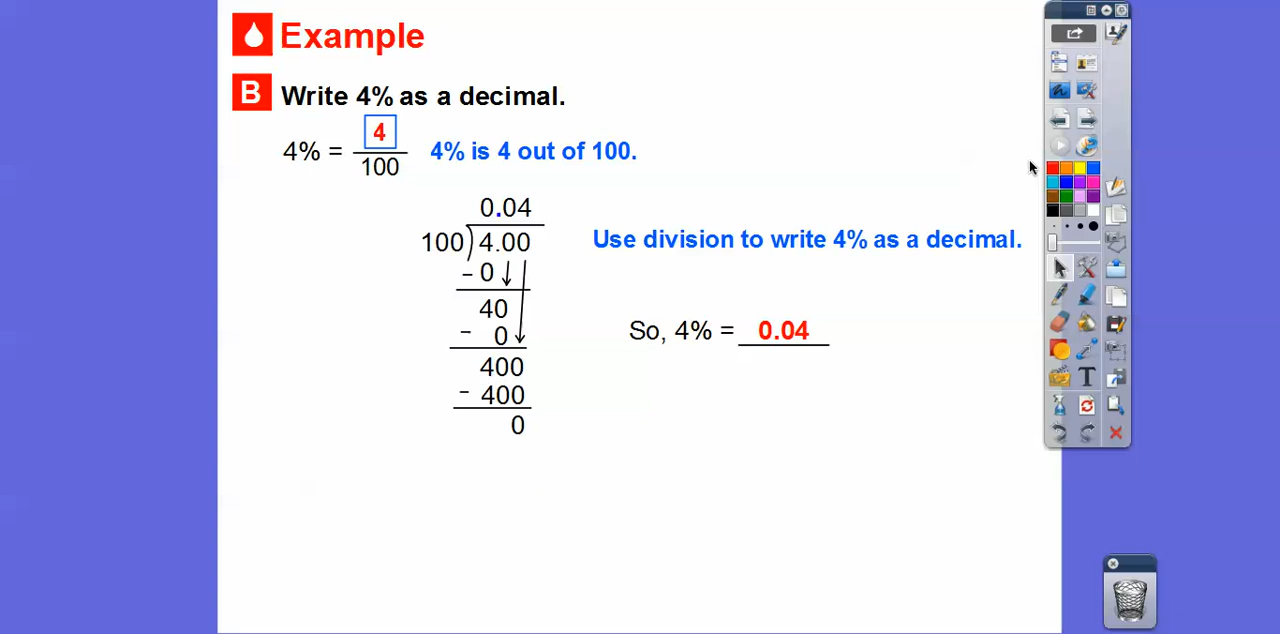 Example
B Write 4% as a decimal.
4% = 4/100 4% is 4 out of 100.
0.04
100)4.00 Use division to write 4% as a decimal.
- 0
40
- 0 So, 4% = 0.04
400
- 400
0
T